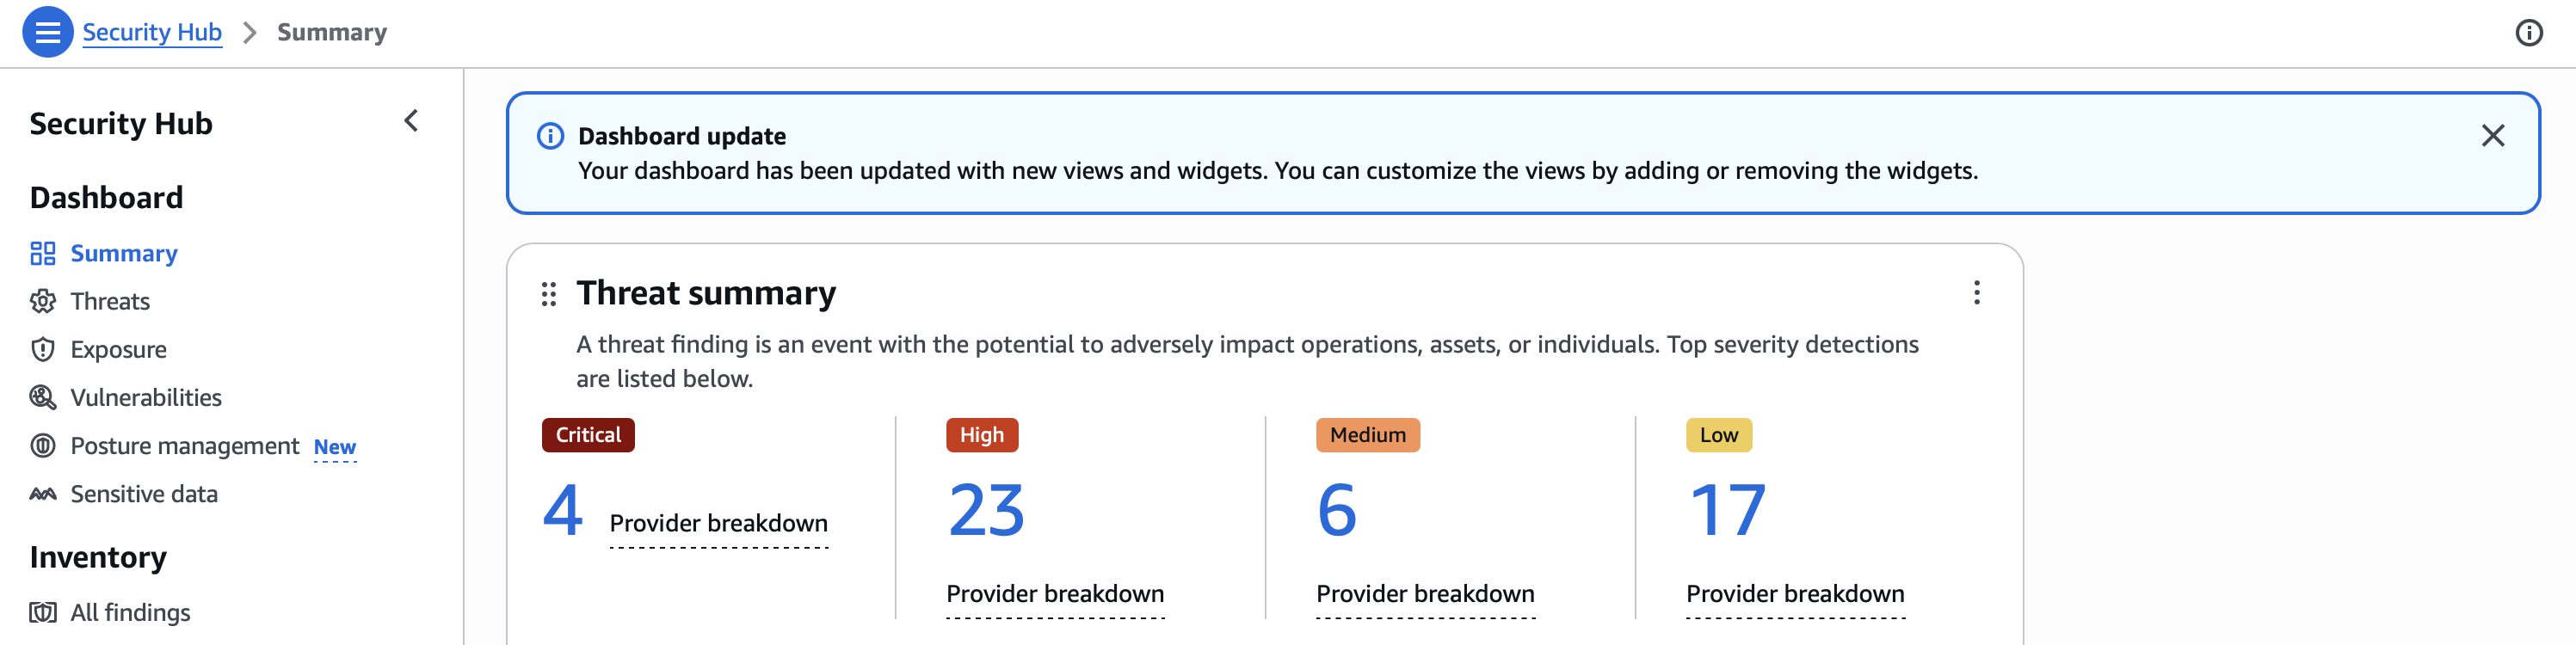 Security Hub > Summary
Security Hub
Dashboard
Summary
Threats
Exposure
Vulnerabilities
Posture management New
Sensitive data
Inventory
All findings
Dashboard update
Your dashboard has been updated with new views and widgets. You can customize the views by adding or removing the widgets.
Threat summary
A threat finding is an event with the potential to adversely impact operations, assets, or individuals. Top severity detections
are listed below.
Critical
4 Provider breakdown
High
23
Provider breakdown
Medium
6
Provider breakdown
Low
17
Provider breakdown